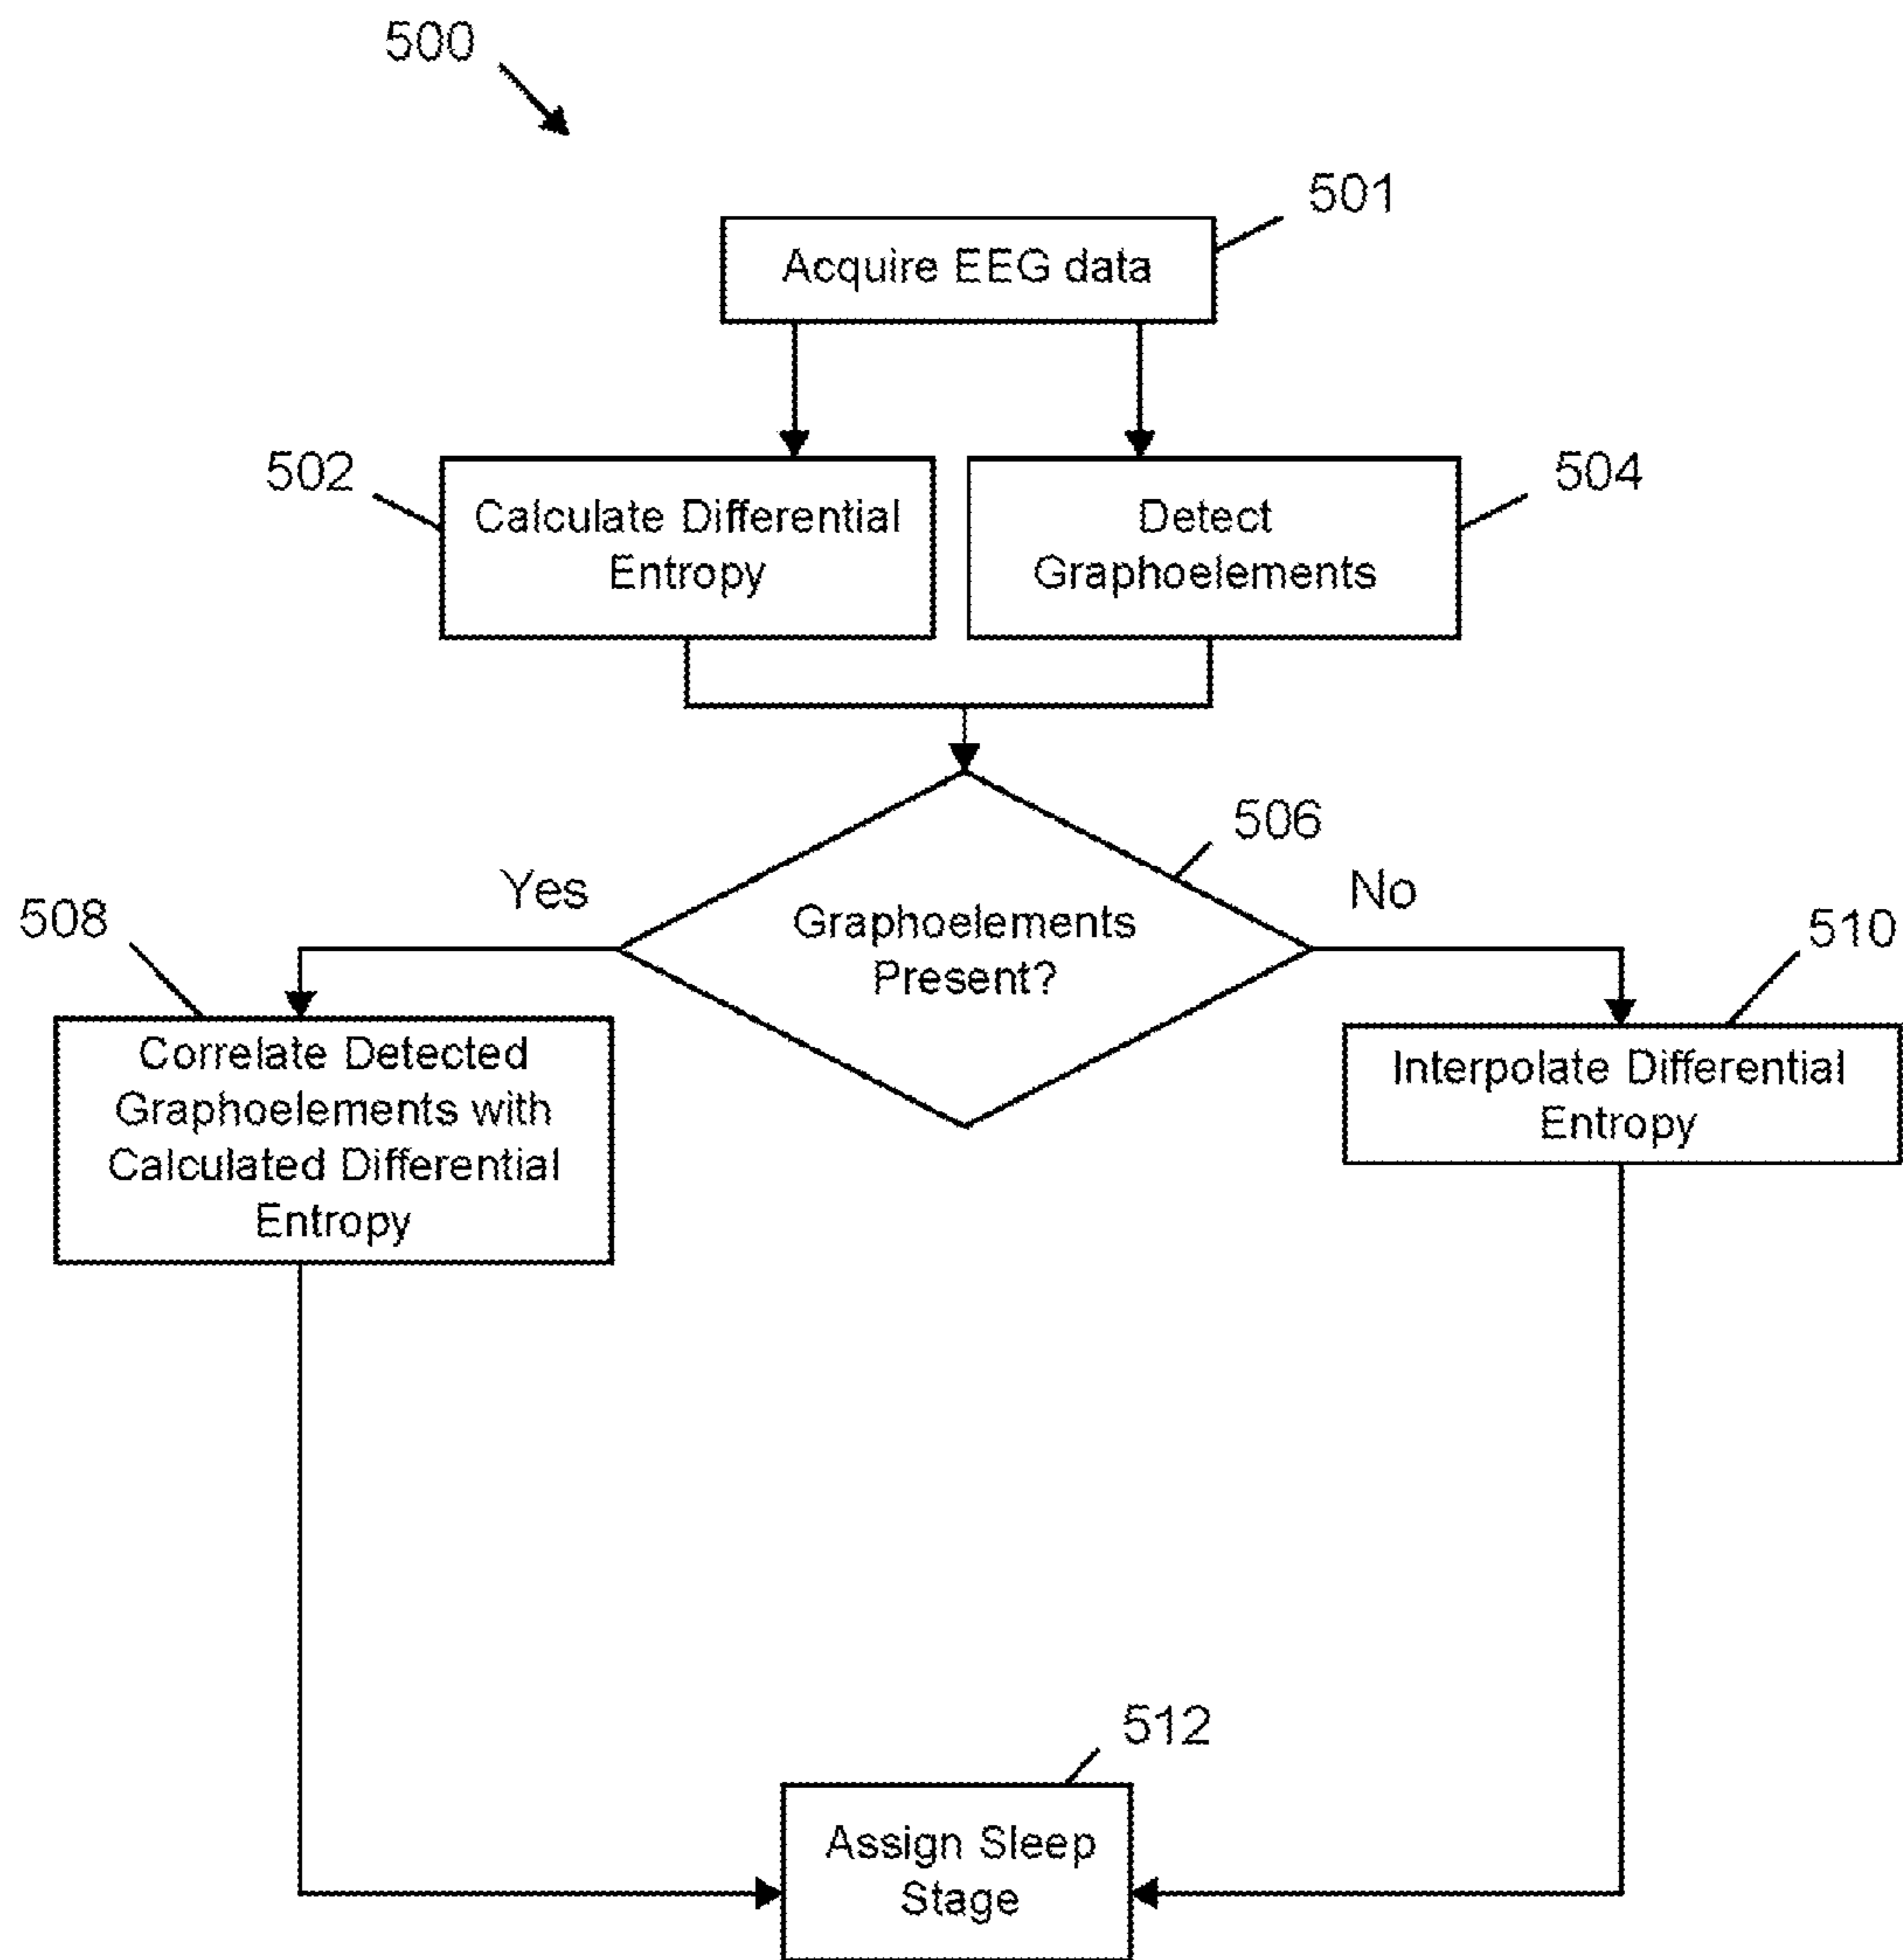 500
501
Acquire EEG data
502
Calculate Differential
Entropy
504
Detect
Graphoelements
506
Yes
No
Graphoelements
Present?
508
Correlate Detected
Graphoelements with
Calculated Differential
Entropy
510
Interpolate Differential
Entropy
512
Assign Sleep
Stage